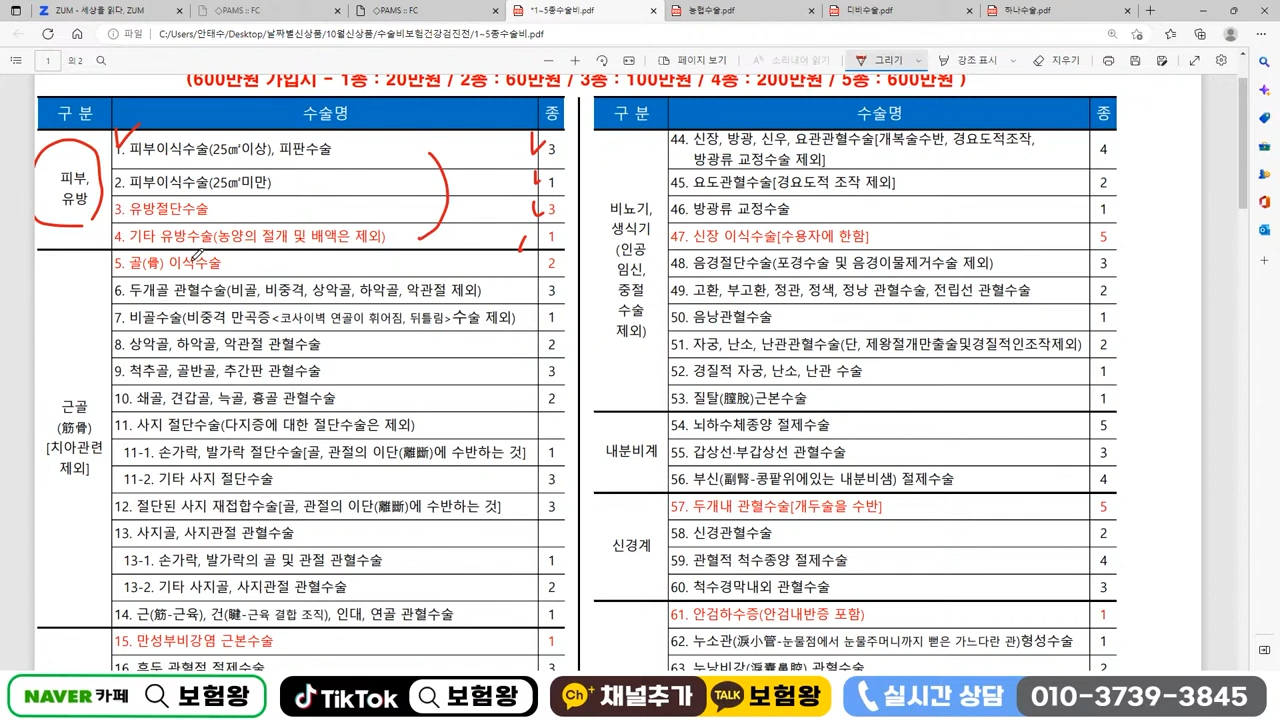 ZUM - 세상을 읽다, ZUM
◇PAMS :: FC
◇PAMS :: FC
*1~5종수술비.pdf
농협수술.pdf
디비수술.pdf
하나수술.pdf
C:/Users/안태수/Desktop/날짜별신상품/10월신상품/수술비보험건강검진전/1~5종수술비.pdf
1 의 2
페이지 보기
소리내어 읽기
그리기
강조 표시
지우기
(600만원 가입시 - 1종 : 20만원 / 2종 : 60만원 / 3종 : 100만원 / 4종 : 200만원 / 5종 : 600만원 )
구 분 수술명 종
피부, 유방
1. 피부이식수술(25㎠이상), 피판수술 3
2. 피부이식수술(25㎠미만) 1
3. 유방절단수술 3
4. 기타 유방수술(농양의 절개 및 배액은 제외) 1
근골
(筋骨)
[치아관련
제외]
5. 골(骨) 이식수술 2
6. 두개골 관혈수술(비골, 비중격, 상악골, 하악골, 악관절 제외) 3
7. 비골수술(비중격 만곡증<코사이벽 연골이 휘어짐, 뒤틀림>수술 제외) 1
8. 상악골, 하악골, 악관절 관혈수술 2
9. 척추골, 골반골, 추간판 관혈수술 3
10. 쇄골, 견갑골, 늑골, 흉골 관혈수술 2
11. 사지 절단수술(다지증에 대한 절단수술은 제외)
11-1. 손가락, 발가락 절단수술[골, 관절의 이단(離斷)에 수반하는 것] 1
11-2. 기타 사지 절단수술 3
12. 절단된 사지 재접합수술[골, 관절의 이단(離斷)에 수반하는 것] 3
13. 사지골, 사지관절 관혈수술
13-1. 손가락, 발가락의 골 및 관절 관혈수술 1
13-2. 기타 사지골, 사지관절 관혈수술 2
14. 근(筋-근육), 건(腱-근육 결합 조직), 인대, 연골 관혈수술 1
15. 만성부비강염 근본수술 1
16. 흉두 관혈적 절제수술 3
구 분 수술명 종
비뇨기,
생식기
(인공
임신,
중절
수술
제외)
44. 신장, 방광, 신우, 요관관혈수술[개복술수반, 경요도적조작,
방광류 교정수술 제외] 4
45. 요도관혈수술[경요도적 조작 제외] 2
46. 방광류 교정수술 1
47. 신장 이식수술[수용자에 한함] 5
48. 음경절단수술(포경수술 및 음경이물제거수술 제외) 3
49. 고환, 부고환, 정관, 정색, 정낭 관혈수술, 전립선 관혈수술 2
50. 음낭관혈수술 1
51. 자궁, 난소, 난관관혈수술(단, 제왕절개만출술및경질적인조작제외) 2
52. 경질적 자궁, 난소, 난관 수술 1
53. 질탈(膣脫)근본수술 1
내분비계
54. 뇌하수체종양 절제수술 5
55. 갑상선·부갑상선 관혈수술 3
56. 부신(副腎-콩팥위에있는 내분비샘) 절제수술 4
신경계
57. 두개내 관혈수술[개두술을 수반] 5
58. 신경관혈수술 2
59. 관혈적 척수종양 절제수술 4
60. 척수경막내외 관혈수술 3
61. 안검하수증(안검내반증 포함) 1
62. 누소관(淚小管-눈물점에서 눈물주머니까지 뻗은 가느다란 관)형성수술 1
63. 누낭비강(淚囊鼻腔) 관혈수술 2
NAVER 카페 보험왕
TikTok 보험왕
Ch+ 채널추가 TALK 보험왕
실시간 상담 010-3739-3845